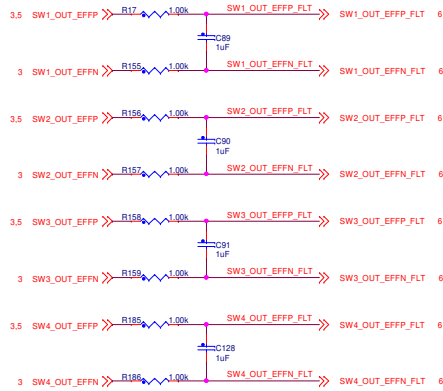 3,5 SW1_OUT_EFFP R17 1.00k SW1_OUT_EFFP_FLT SW1_OUT_EFFP_FLT 6
C89
1uF
3 SW1_OUT_EFFN R155 1.00k SW1_OUT_EFFN_FLT SW1_OUT_EFFN_FLT 6
3,5 SW2_OUT_EFFP R156 1.00k SW2_OUT_EFFP_FLT SW2_OUT_EFFP_FLT 6
C90
1uF
3 SW2_OUT_EFFN R157 1.00k SW2_OUT_EFFN_FLT SW2_OUT_EFFN_FLT 6
3,5 SW3_OUT_EFFP R158 1.00k SW3_OUT_EFFP_FLT SW3_OUT_EFFP_FLT 6
C91
1uF
3 SW3_OUT_EFFN R159 1.00k SW3_OUT_EFFN_FLT SW3_OUT_EFFN_FLT 6
3,5 SW4_OUT_EFFP R185 1.00k SW4_OUT_EFFP_FLT SW4_OUT_EFFP_FLT 6
C128
1uF
3 SW4_OUT_EFFN R186 1.00k SW4_OUT_EFFN_FLT SW4_OUT_EFFN_FLT 6